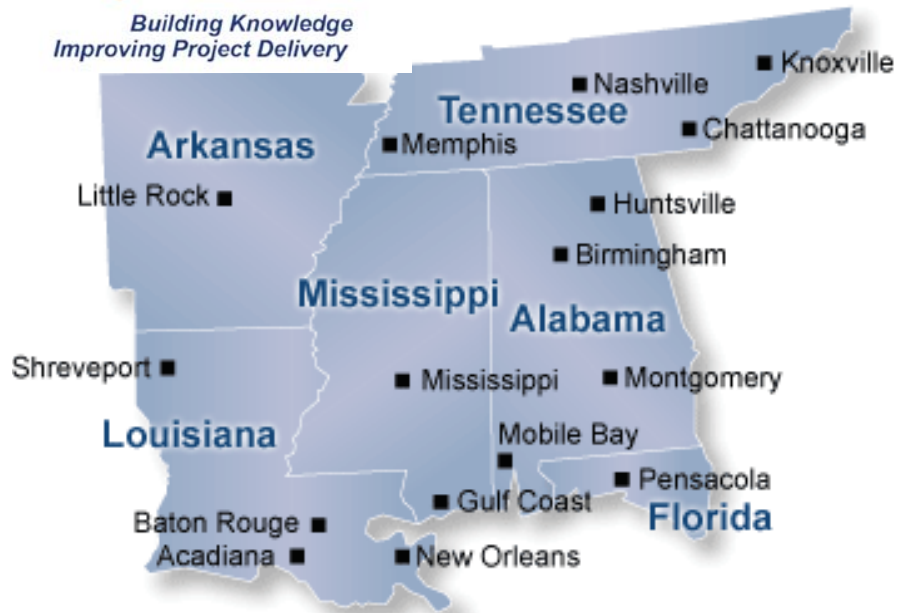 Building Knowledge
Improving Project Delivery
Knoxville
Nashville
Tennessee
Chattanooga
Memphis
Arkansas
Little Rock
Huntsville
Birmingham
Mississippi
Alabama
Shreveport
Mississippi
Montgomery
Louisiana
Mobile Bay
Pensacola
Gulf Coast
Florida
Baton Rouge
Acadiana
New Orleans